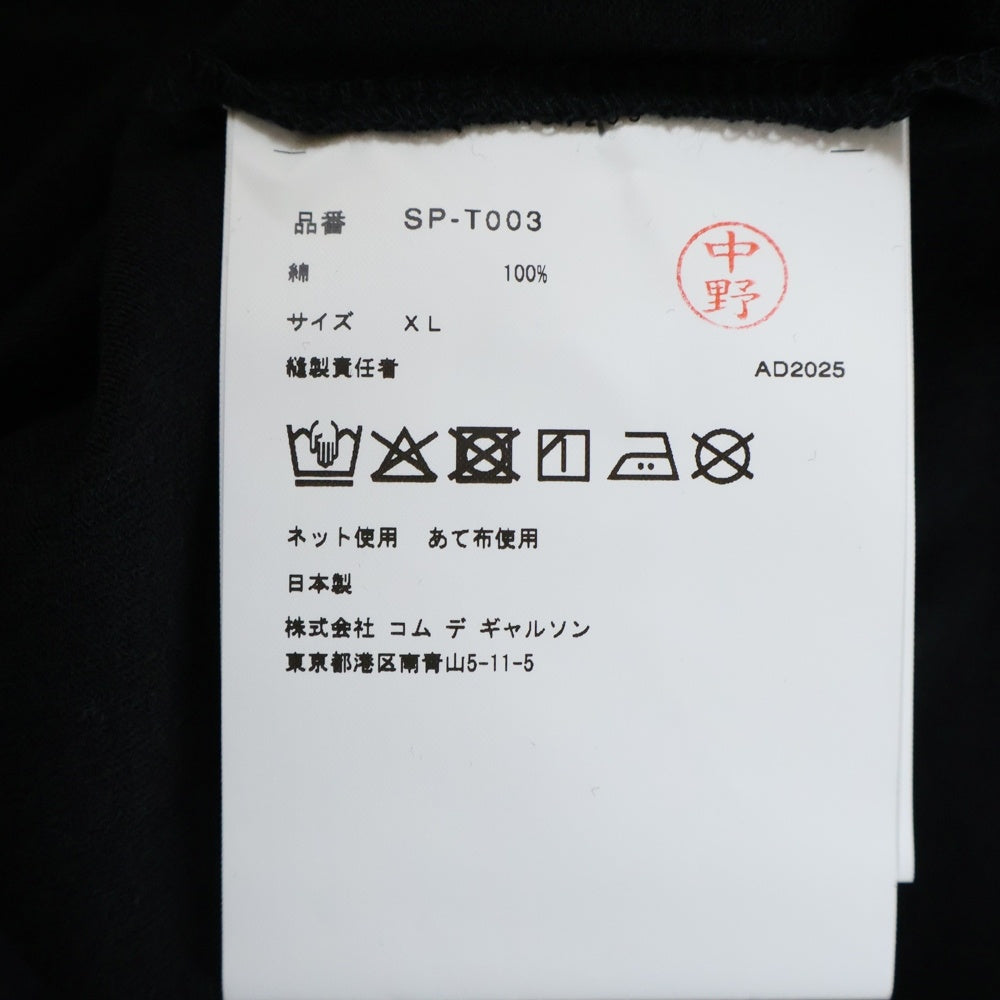 品番 SP-T003
綿 100%
中野
サイズ XL
縫製責任者 AD2025
ネット使用 あて布使用
日本製
株式会社 コム デ ギャルソン
東京都港区南青山5-11-5